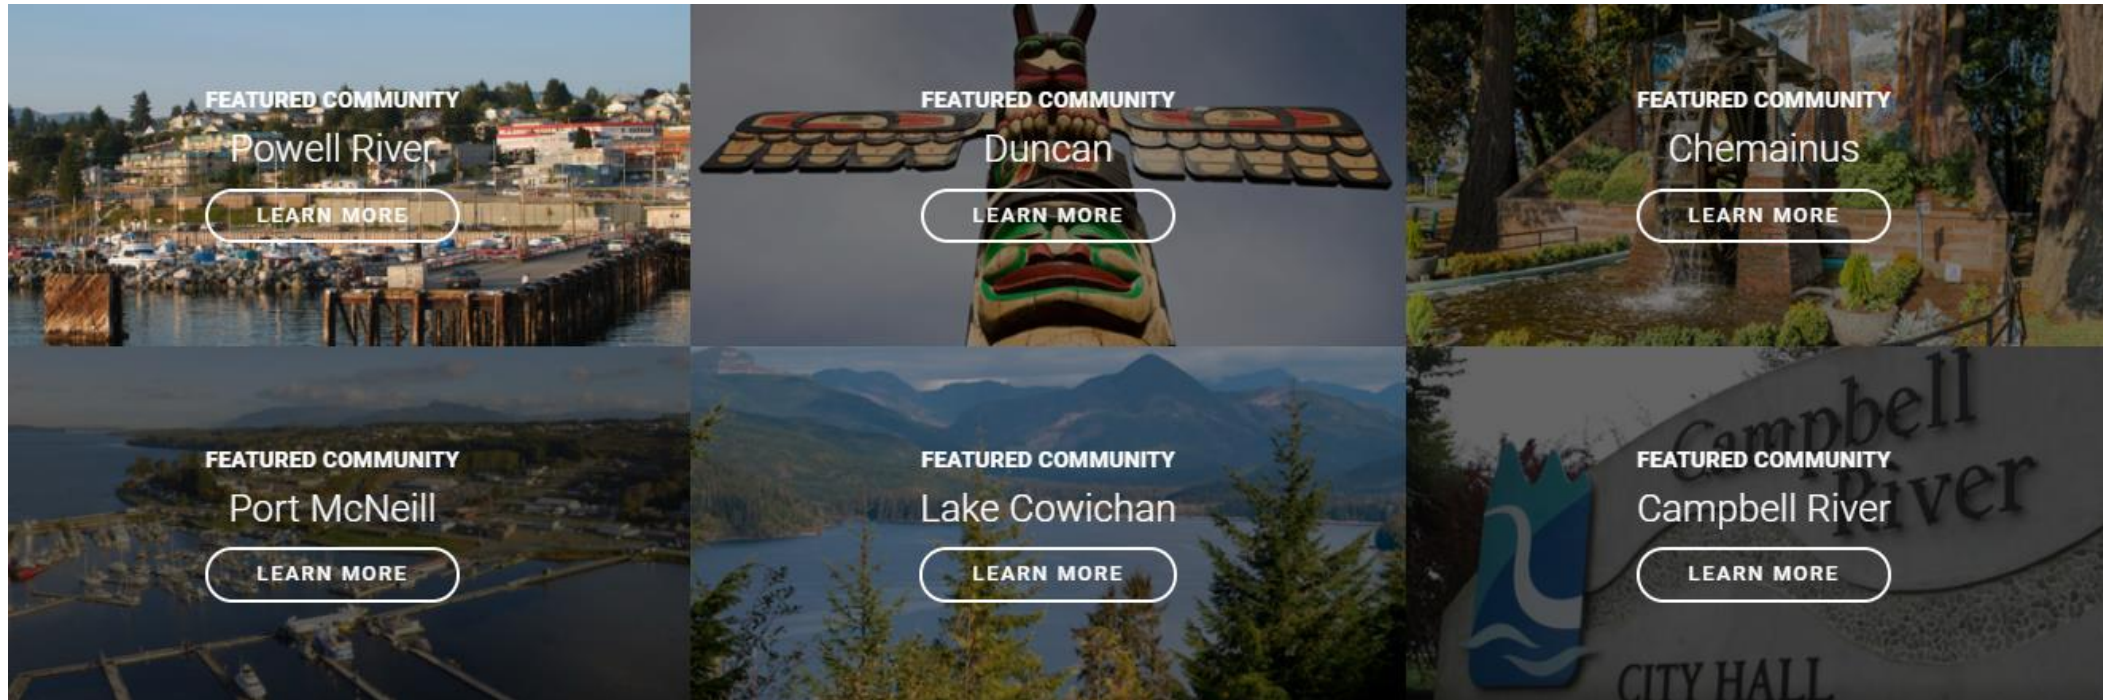 FEATURED COMMUNITY
Powell River
LEARN MORE
FEATURED COMMUNITY
Duncan
LEARN MORE
FEATURED COMMUNITY
Chemainus
LEARN MORE
FEATURED COMMUNITY
Port McNeill
LEARN MORE
FEATURED COMMUNITY
Lake Cowichan
LEARN MORE
Campbell
River
FEATURED COMMUNITY
Campbell River
LEARN MORE
CITY HALL